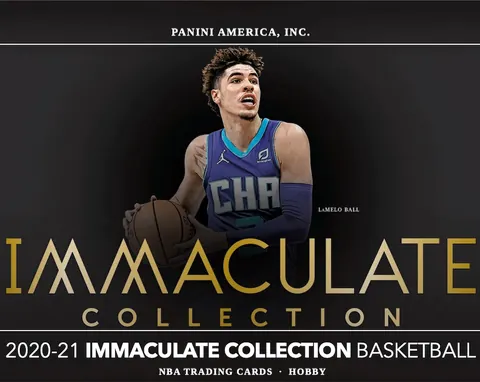 PANINI AMERICA, INC.
CHA
LaMELO BALL
IMMACULATE
COLLECTION
2020-21 IMMACULATE COLLECTION BASKETBALL
NBA TRADING CARDS · HOBBY